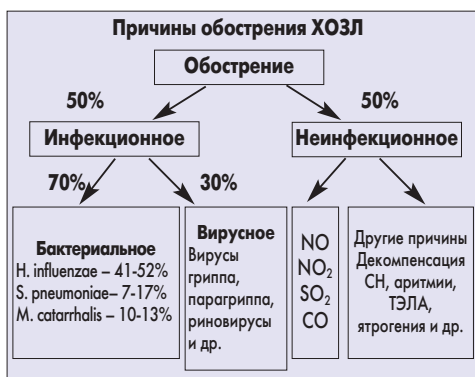 Причины обострения ХОЗЛ
Обострение
50%
50%
Инфекционное
Неинфекционное
70%
30%
Бактериальное
H. influenzae – 41-52%
S. pneumoniae– 7-17%
M. catarrhalis – 10-13%
Вирусное
Вирусы
гриппа,
парагриппа,
риновирусы
и др.
NO
NO₂
SO₂
CO
Другие причины
Декомпенсация
СН, аритмии,
ТЭЛА,
ятрогения и др.